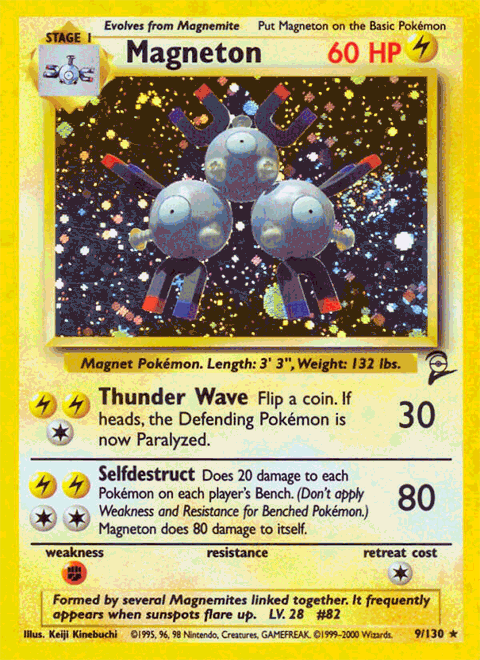 Evolves from Magnemite Put Magneton on the Basic Pokémon
STAGE 1
Magneton 60 HP
Magnet Pokémon. Length: 3' 3", Weight: 132 lbs.
Thunder Wave Flip a coin. If
heads, the Defending Pokémon is
now Paralyzed.
30
Selfdestruct Does 20 damage to each
Pokémon on each player's Bench. (Don't apply
Weakness and Resistance for Benched Pokémon.)
Magneton does 80 damage to itself.
80
weakness resistance retreat cost
Formed by several Magnemites linked together. It frequently
appears when sunspots flare up. LV. 28 #82
Illus. Keiji Kinebuchi ©1995, 96, 98 Nintendo, Creatures, GAMEFREAK. ©1999-2000 Wizards. 9/130 ★